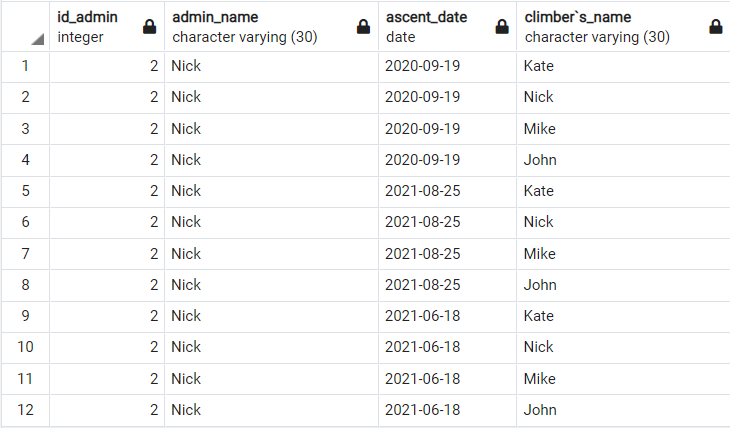 id_admin admin_name ascent_date climber`s_name
integer character varying (30) date character varying (30)
1 2 Nick 2020-09-19 Kate
2 2 Nick 2020-09-19 Nick
3 2 Nick 2020-09-19 Mike
4 2 Nick 2020-09-19 John
5 2 Nick 2021-08-25 Kate
6 2 Nick 2021-08-25 Nick
7 2 Nick 2021-08-25 Mike
8 2 Nick 2021-08-25 John
9 2 Nick 2021-06-18 Kate
10 2 Nick 2021-06-18 Nick
11 2 Nick 2021-06-18 Mike
12 2 Nick 2021-06-18 John